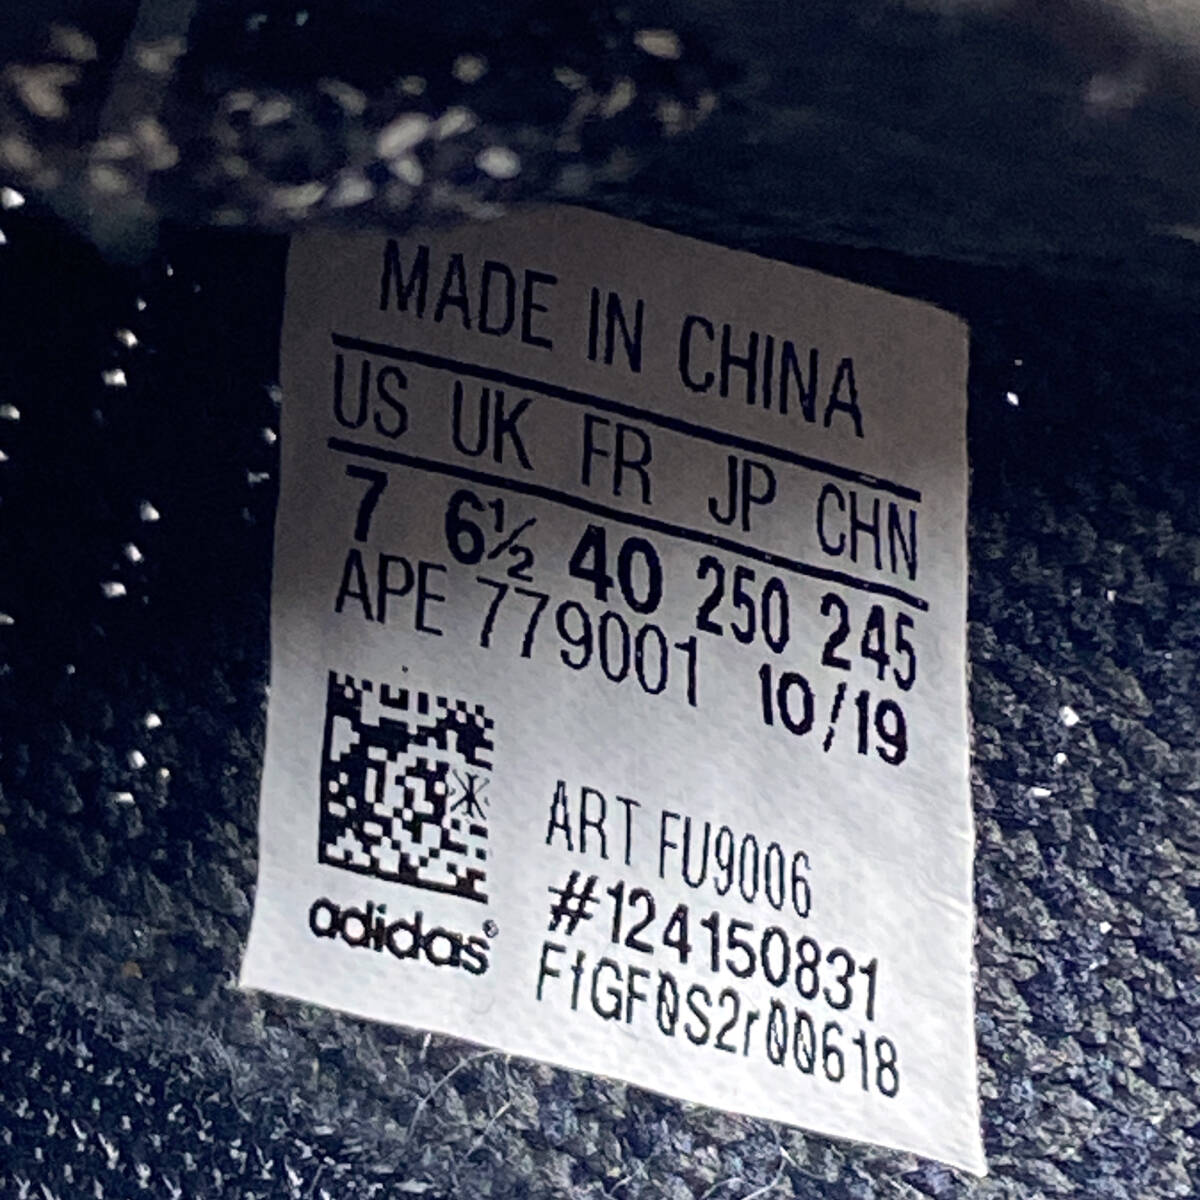 MADE IN CHINA
US UK FR JP CHN
7 6½ 40 250 245
APE 779001 10/19
ART FU9006
#124150831
FfGF0S2r00618
adidas®